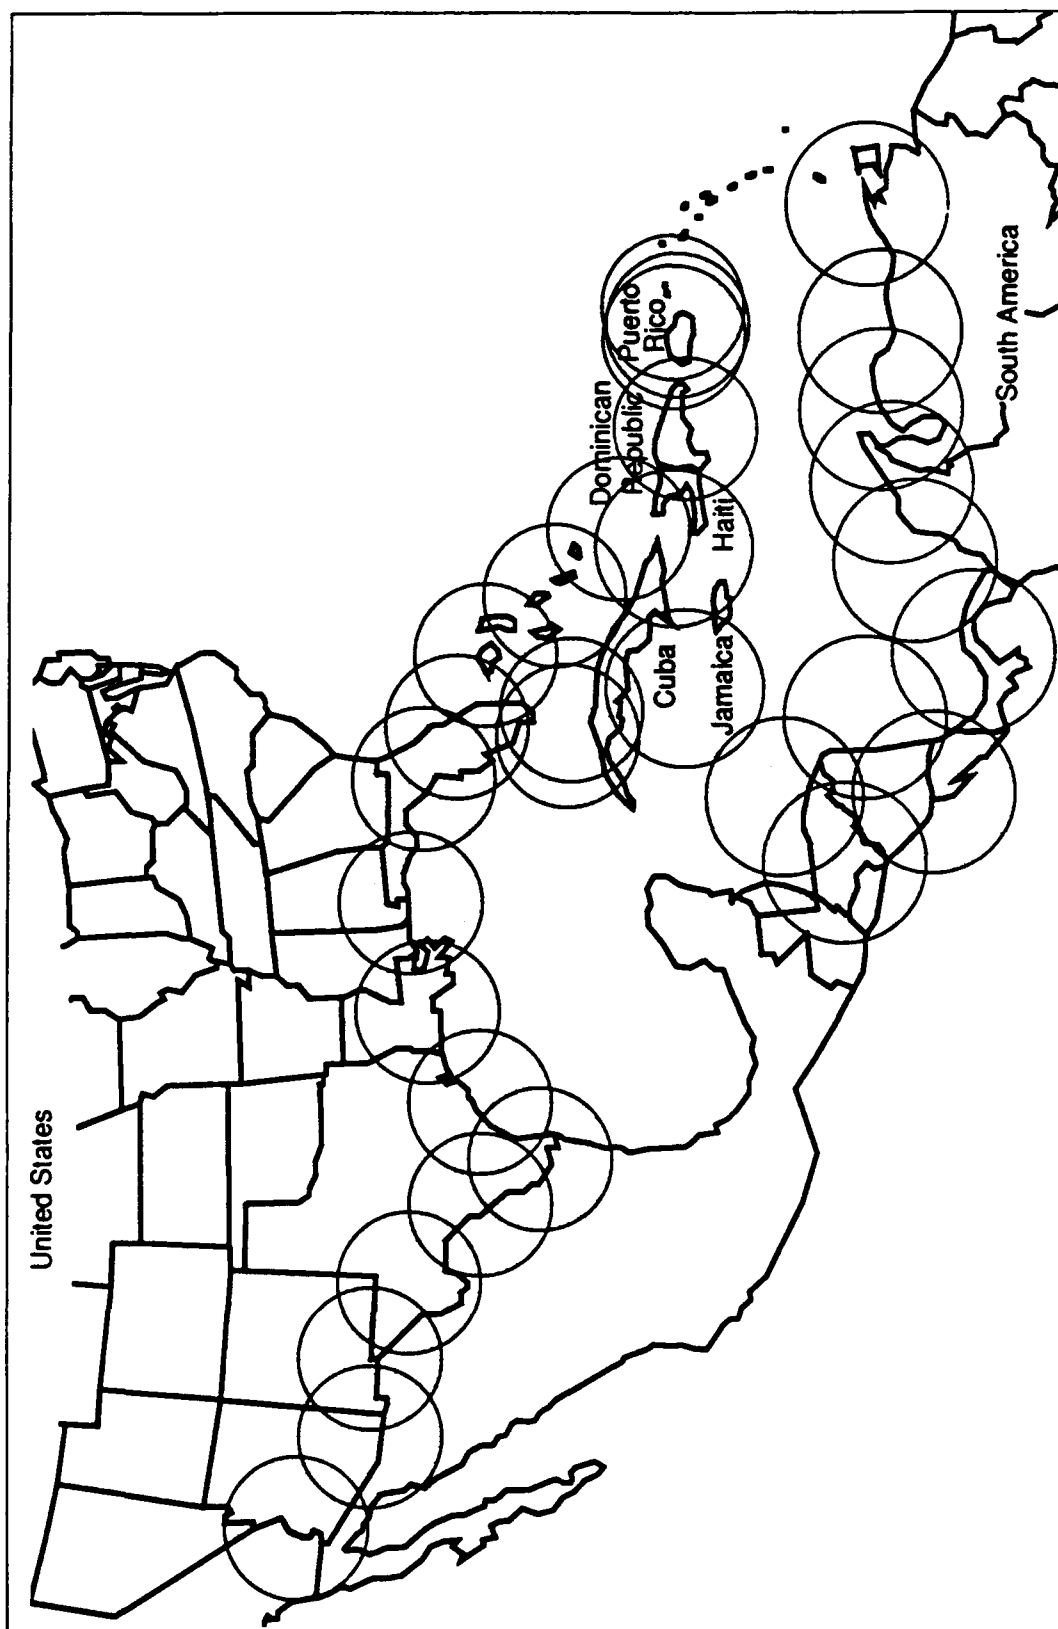 United States
Dominican
Republic
Puerto
Rico
Haiti
Cuba
Jamaica
South America